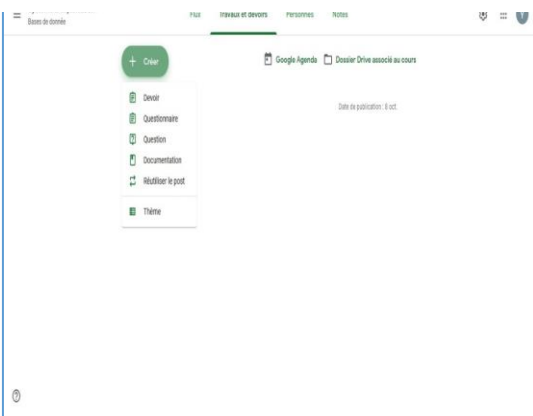 Bases de donnée
Flux Travaux et devoirs Personnes Notes
Créer
Google Agenda Dossier Drive associé au cours
Devoir
Date de publication : 6 oct.
Questionnaire
Question
Documentation
Réutiliser le post
Thème